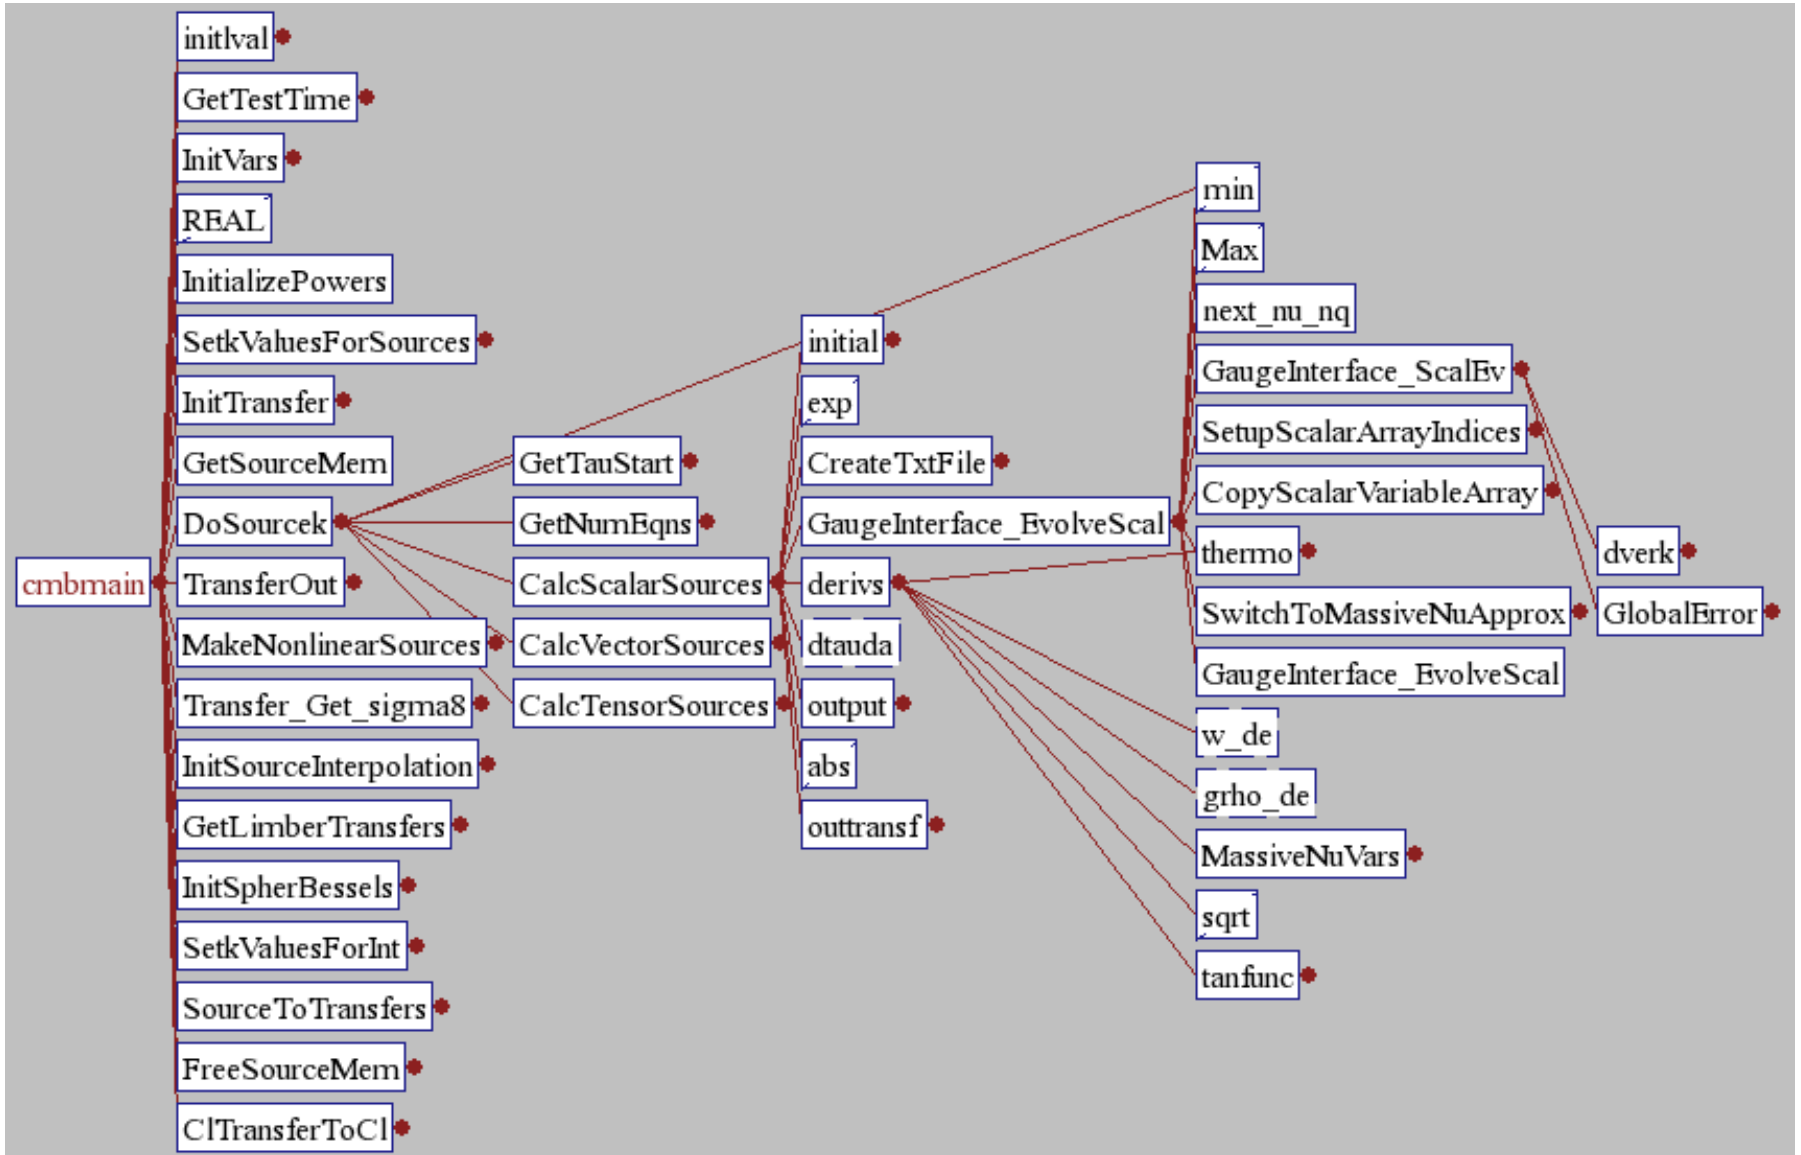 cmbmain
initlval
GetTestTime
InitVars
REAL
InitializePowers
SetkValuesForSources
InitTransfer
GetSourceMem
DoSourcek
TransferOut
MakeNonlinearSources
Transfer_Get_sigma8
InitSourceInterpolation
GetLimberTransfers
InitSpherBessels
SetkValuesForInt
SourceToTransfers
FreeSourceMem
ClTransferToCl
GetTauStart
GetNumEqns
CalcScalarSources
CalcVectorSources
CalcTensorSources
initial
exp
CreateTxtFile
GaugeInterface_EvolveScal
derivs
dtauda
output
abs
outtransf
min
Max
next_nu_nq
GaugeInterface_ScalEv
SetupScalarArrayIndices
CopyScalarVariableArray
thermo
SwitchToMassiveNuApprox
GaugeInterface_EvolveScal
w_de
grho_de
MassiveNuVars
sqrt
tanfunc
dverk
GlobalError